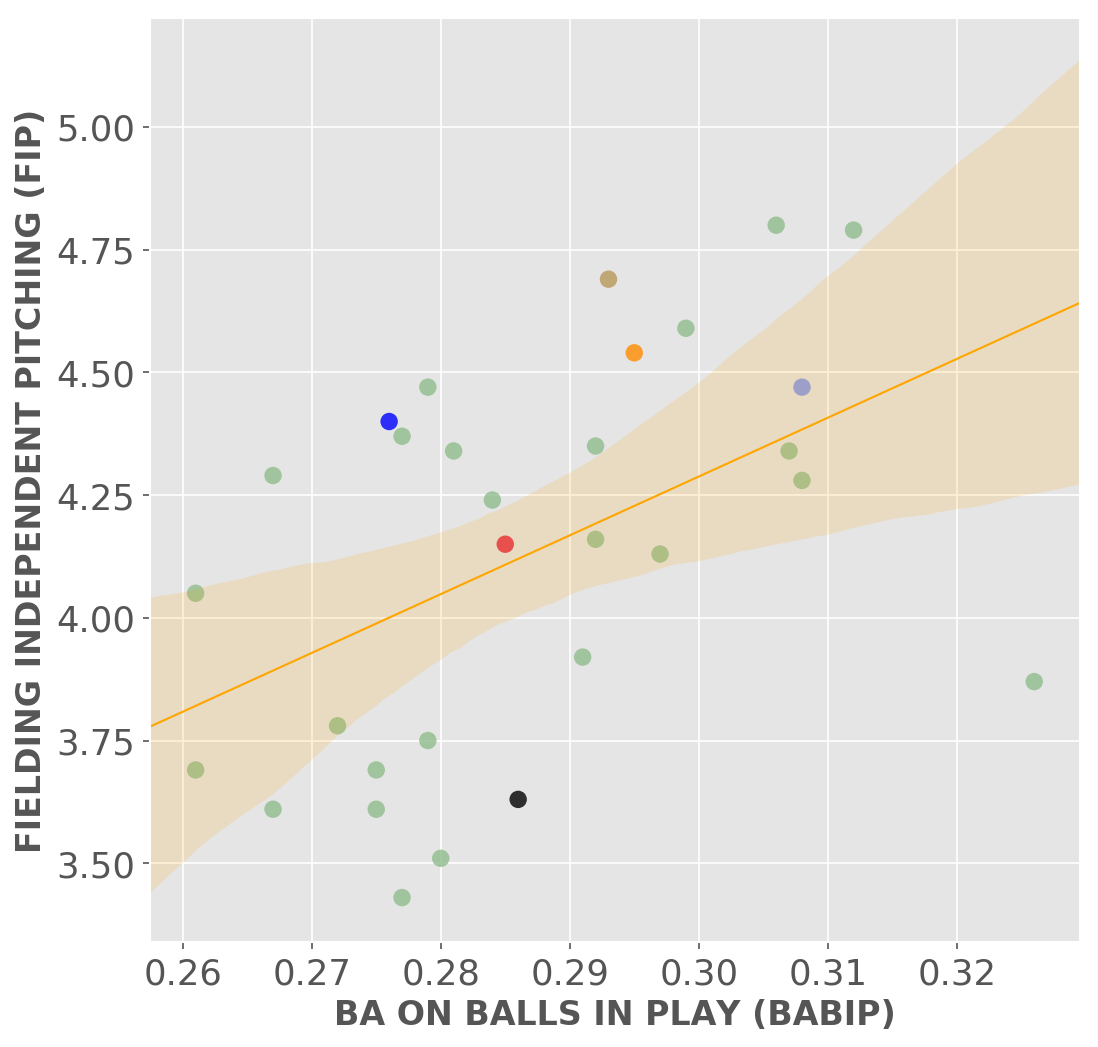 FIELDING INDEPENDENT PITCHING (FIP)
5.00
4.75
4.50
4.25
4.00
3.75
3.50
0.26 0.27 0.28 0.29 0.30 0.31 0.32
BA ON BALLS IN PLAY (BABIP)